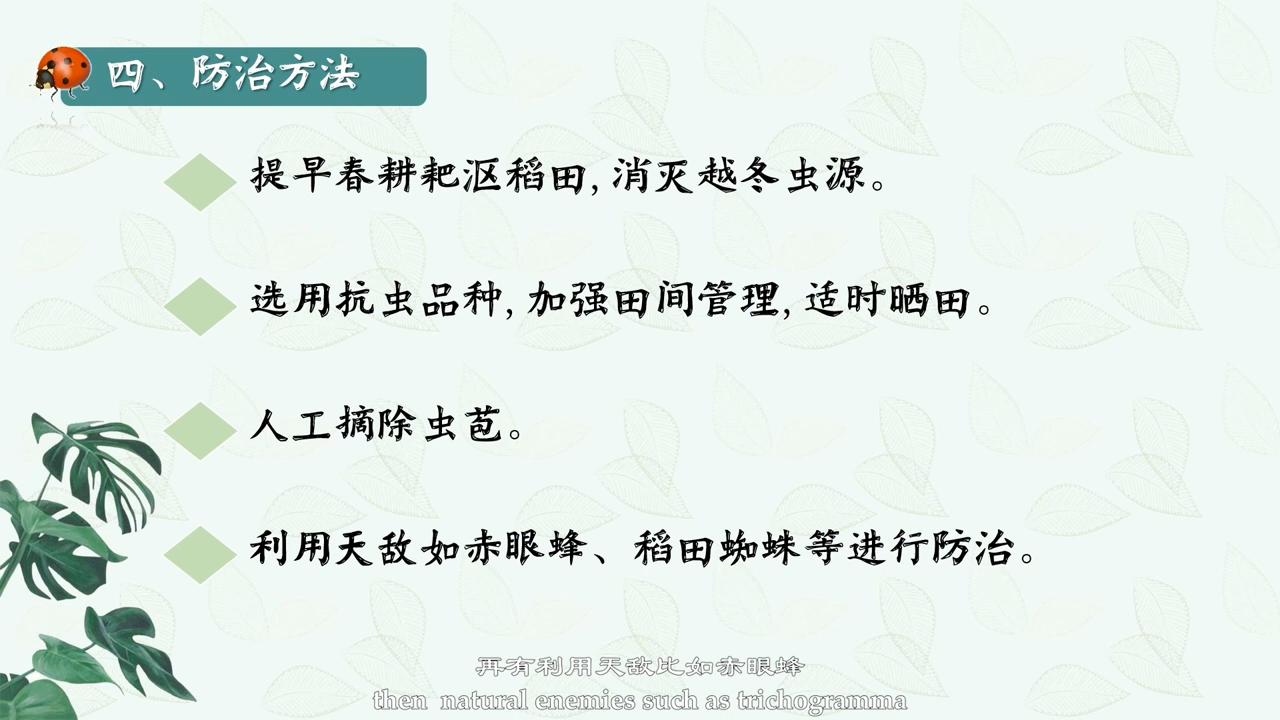 四、防治方法
提早春耕耙沤稻田,消灭越冬虫源。
选用抗虫品种,加强田间管理,适时晒田。
人工摘除虫苞。
利用天敌如赤眼蜂、稻田蜘蛛等进行防治。
再有利用天敌比如赤眼蜂
then natural enemies such as trichogramma